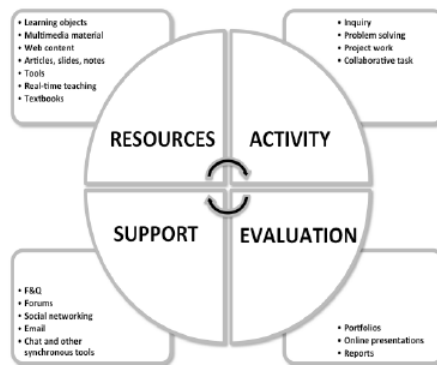 • Learning objects
• Multimedia material
• Web content
• Articles, slides, notes
• Tools
• Real-time teaching
• Textbooks
• Inquiry
• Problem solving
• Project work
• Collaborative task
RESOURCES
ACTIVITY
SUPPORT
EVALUATION
• F&Q
• Forums
• Social networking
• Email
• Chat and other
synchronous tools
• Portfolios
• Online presentations
• Reports